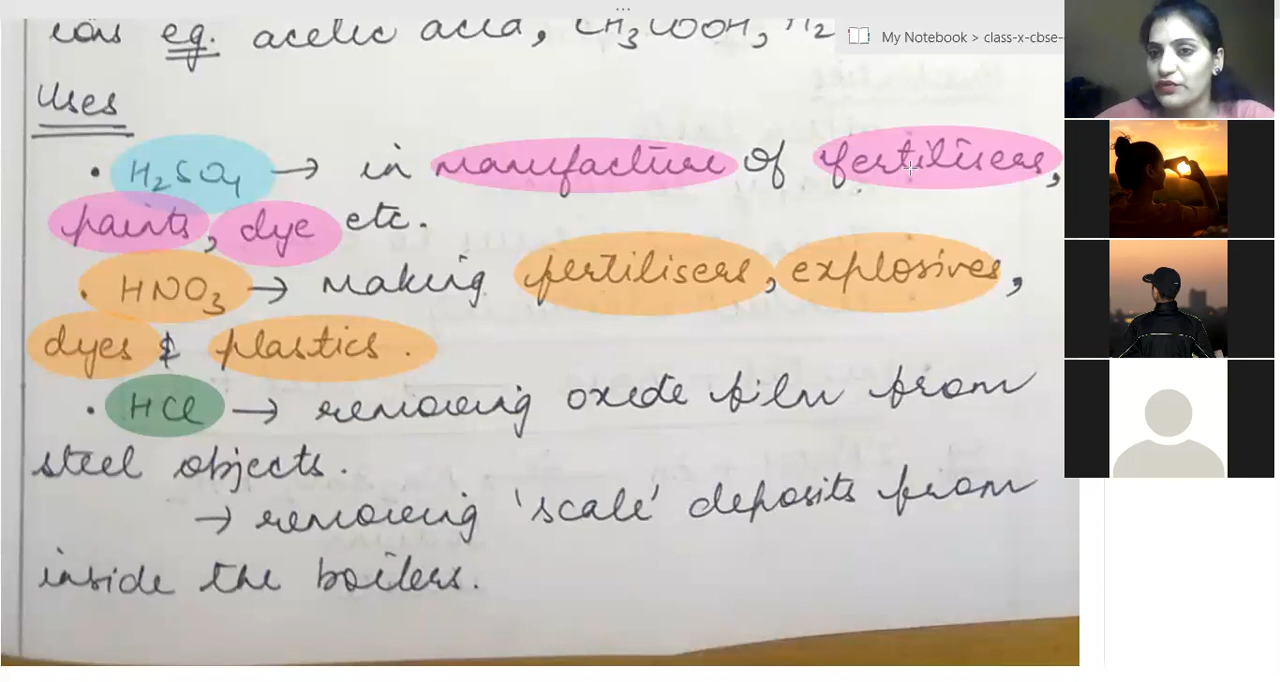 ions eg. acetic acid, CH3COOH, H2
My Notebook > class-x-cbse-
Uses
• H2SO4 → in manufacture of fertilisers,
paints, dye etc.
• HNO3 → making fertilisers, explosives,
dyes & plastics.
• HCl → removing oxide film from
steel objects.
→ removing 'scale' deposits from
inside the boilers.